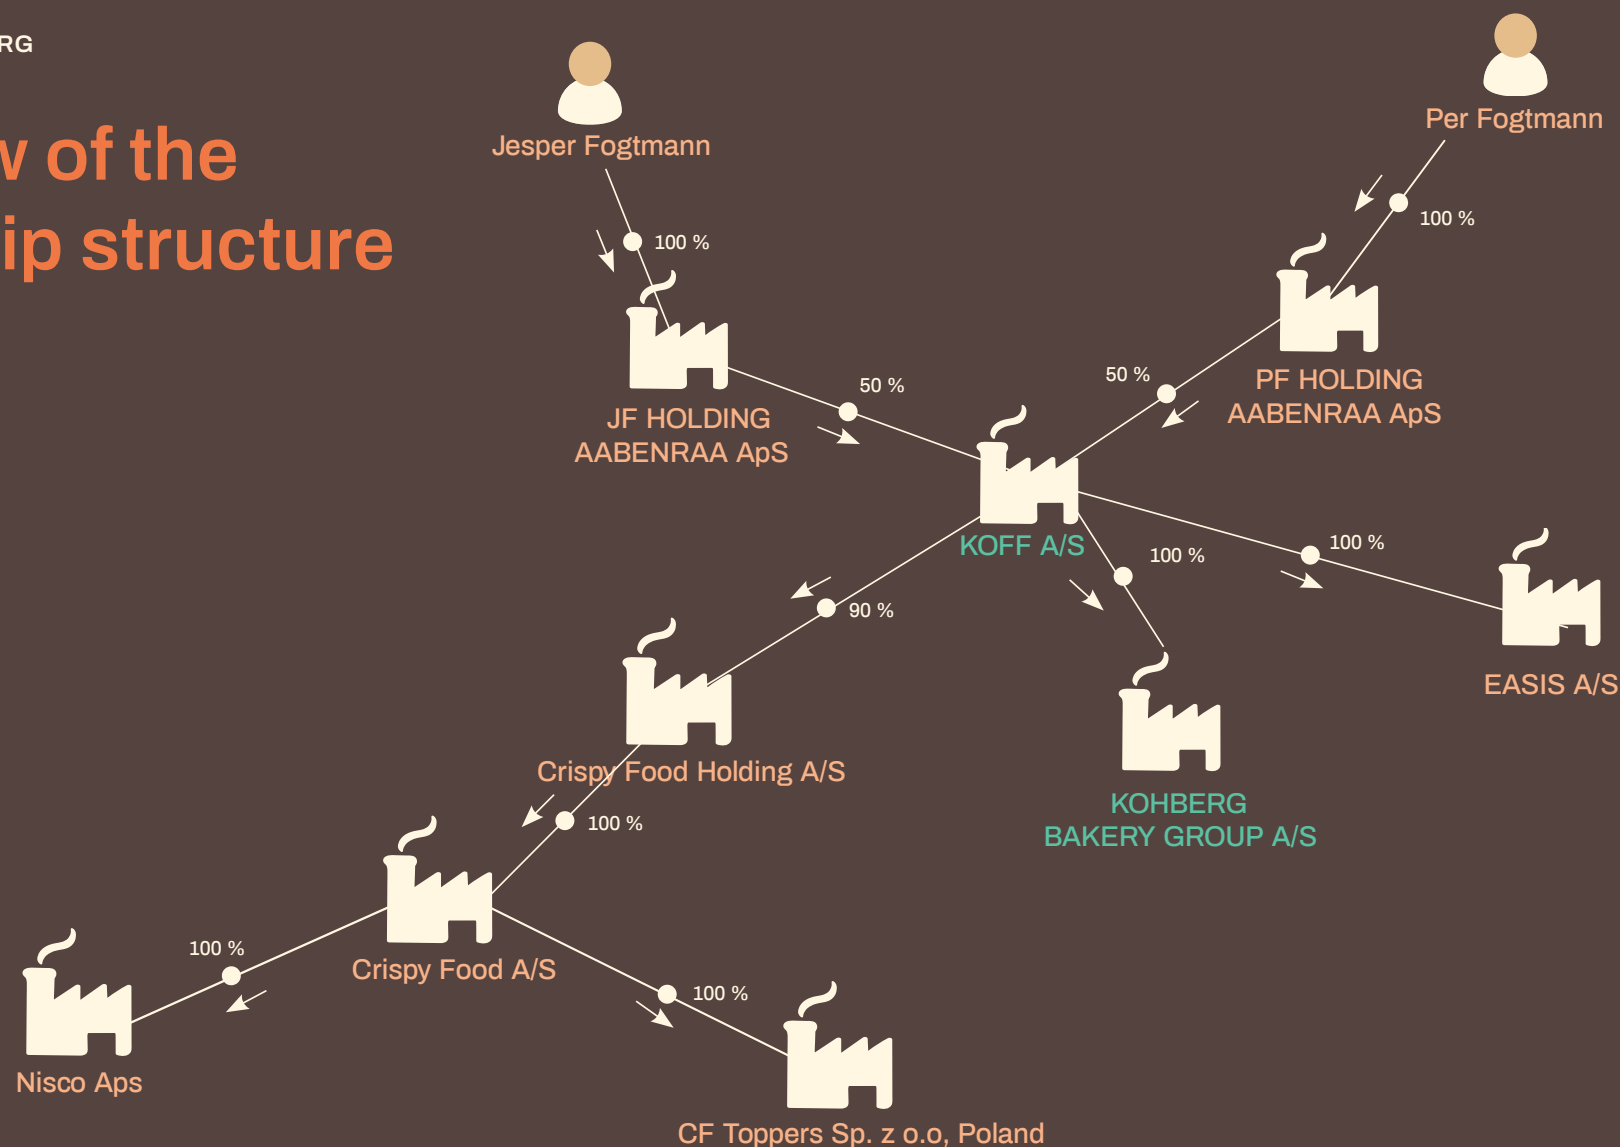 RG
w of the
ip structure
Jesper Fogtmann
Per Fogtmann
100 %
100 %
50 %
50 %
JF HOLDING
AABENRAA ApS
PF HOLDING
AABENRAA ApS
KOFF A/S
100 %
100 %
90 %
EASIS A/S
Crispy Food Holding A/S
KOHBERG
BAKERY GROUP A/S
100 %
Crispy Food A/S
100 %
100 %
Nisco Aps
CF Toppers Sp. z o.o, Poland